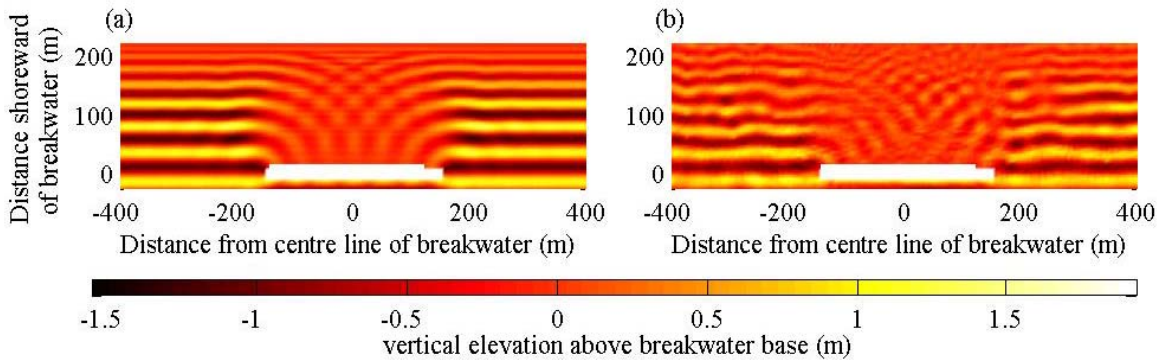 (a)
(b)
Distance shoreward
of breakwater (m)
200
100
0
200
100
0
-400 -200 0 200 400
-400 -200 0 200 400
Distance from centre line of breakwater (m)
Distance from centre line of breakwater (m)
-1.5 -1 -0.5 0 0.5 1 1.5
vertical elevation above breakwater base (m)